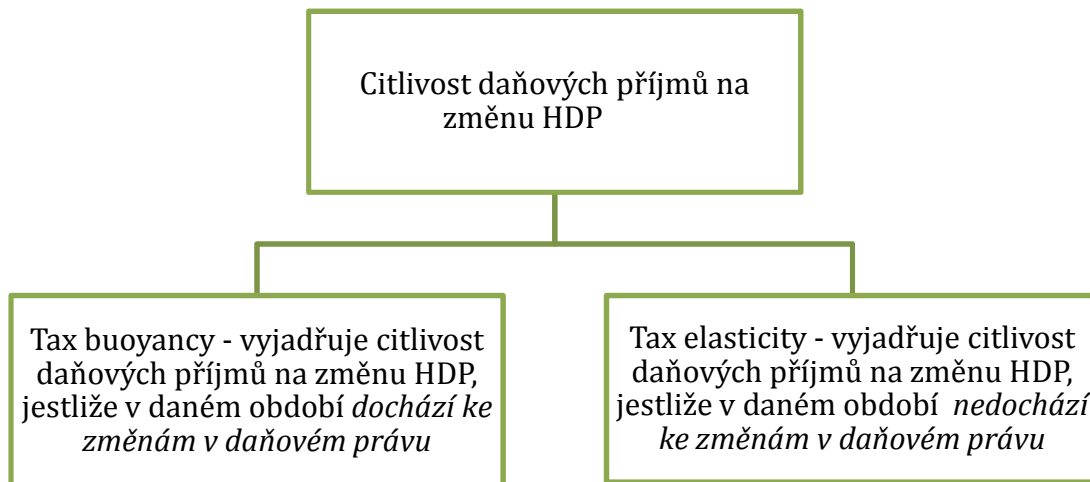 Citlivost daňových příjmů na
změnu HDP
Tax buoyancy - vyjadřuje citlivost
daňových příjmů na změnu HDP,
jestliže v daném období dochází ke
změnám v daňovém právu
Tax elasticity - vyjadřuje citlivost
daňových příjmů na změnu HDP,
jestliže v daném období nedochází
ke změnám v daňovém právu